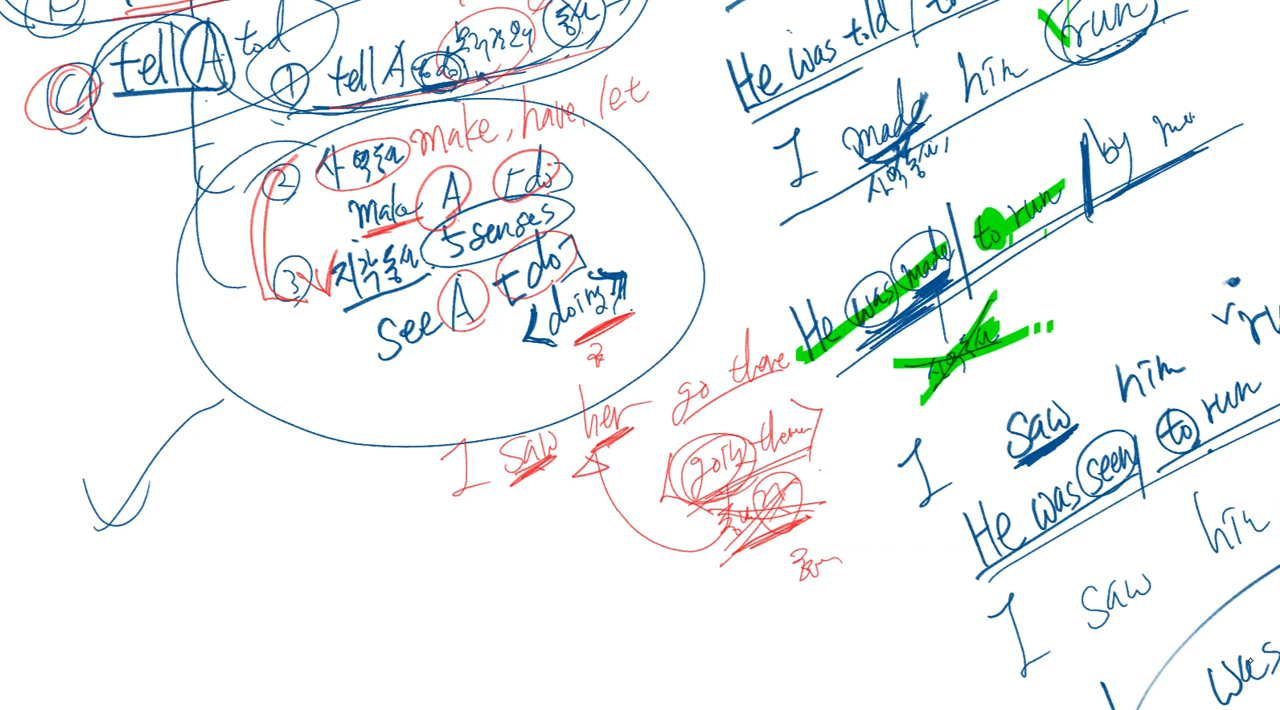 tell A to d
① tell A to do
② 사역동사 make, have, let
make A + do
③ 지각동사 5 senses
see A + do
doing
I saw her go there
going there
He was told / to
I made him run
사역동사
He was made to run by me
I saw him ru
He was seen to run
I saw him
was